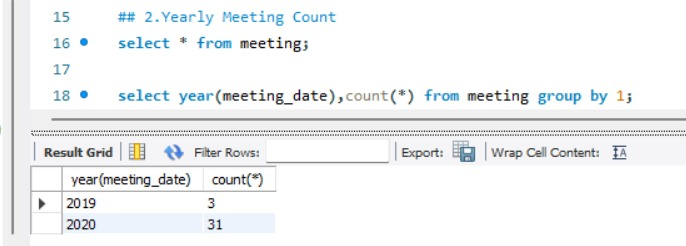 15 ## 2.Yearly Meeting Count
16 select * from meeting;
17
18 select year(meeting_date),count(*) from meeting group by 1;
Result Grid Filter Rows: Export: Wrap Cell Content: IA
year(meeting_date) count(*)
2019 3
2020 31